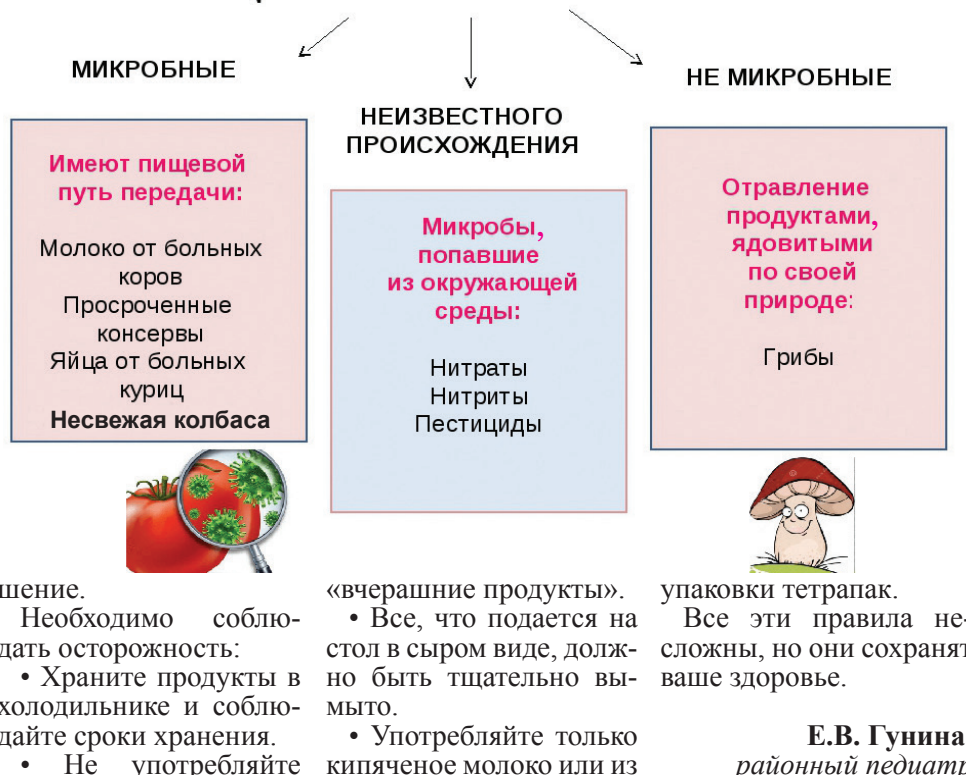 МИКРОБНЫЕ
Имеют пищевой
путь передачи:
Молоко от больных
коров
Просроченные
консервы
Яйца от больных
куриц
Несвежая колбаса
НЕИЗВЕСТНОГО
ПРОИСХОЖДЕНИЯ
Микробы,
попавшие
из окружающей
среды:
Нитраты
Нитриты
Пестициды
НЕ МИКРОБНЫЕ
Отравление
продуктами,
ядовитыми
по своей
природе:
Грибы
шение.
Необходимо соблю-
дать осторожность:
• Храните продукты в
холодильнике и соблю-
дайте сроки хранения.
• Не употребляйте
«вчерашние продукты».
• Все, что подается на
стол в сыром виде, долж-
но быть тщательно вы-
мыто.
• Употребляйте только
кипяченое молоко или из
упаковки тетрапак.
Все эти правила не-
сложны, но они сохранят
ваше здоровье.
Е.В. Гунина
районный педиатр